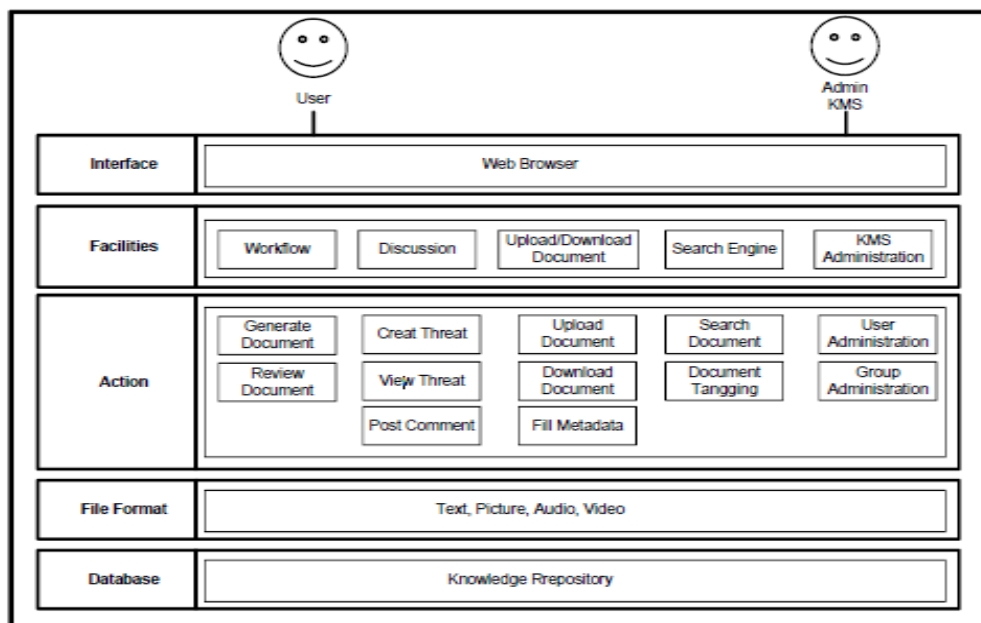 User
Admin
KMS
Interface
Web Browser
Facilities
Workflow
Discussion
Upload/Download
Document
Search Engine
KMS
Administration
Action
Generate
Document
Creat Threat
Upload
Document
Search
Document
User
Administration
Review
Document
View Threat
Download
Document
Document
Tangging
Group
Administration
Post Comment
Fill Metadata
File Format
Text, Picture, Audio, Video
Database
Knowledge Rrepository